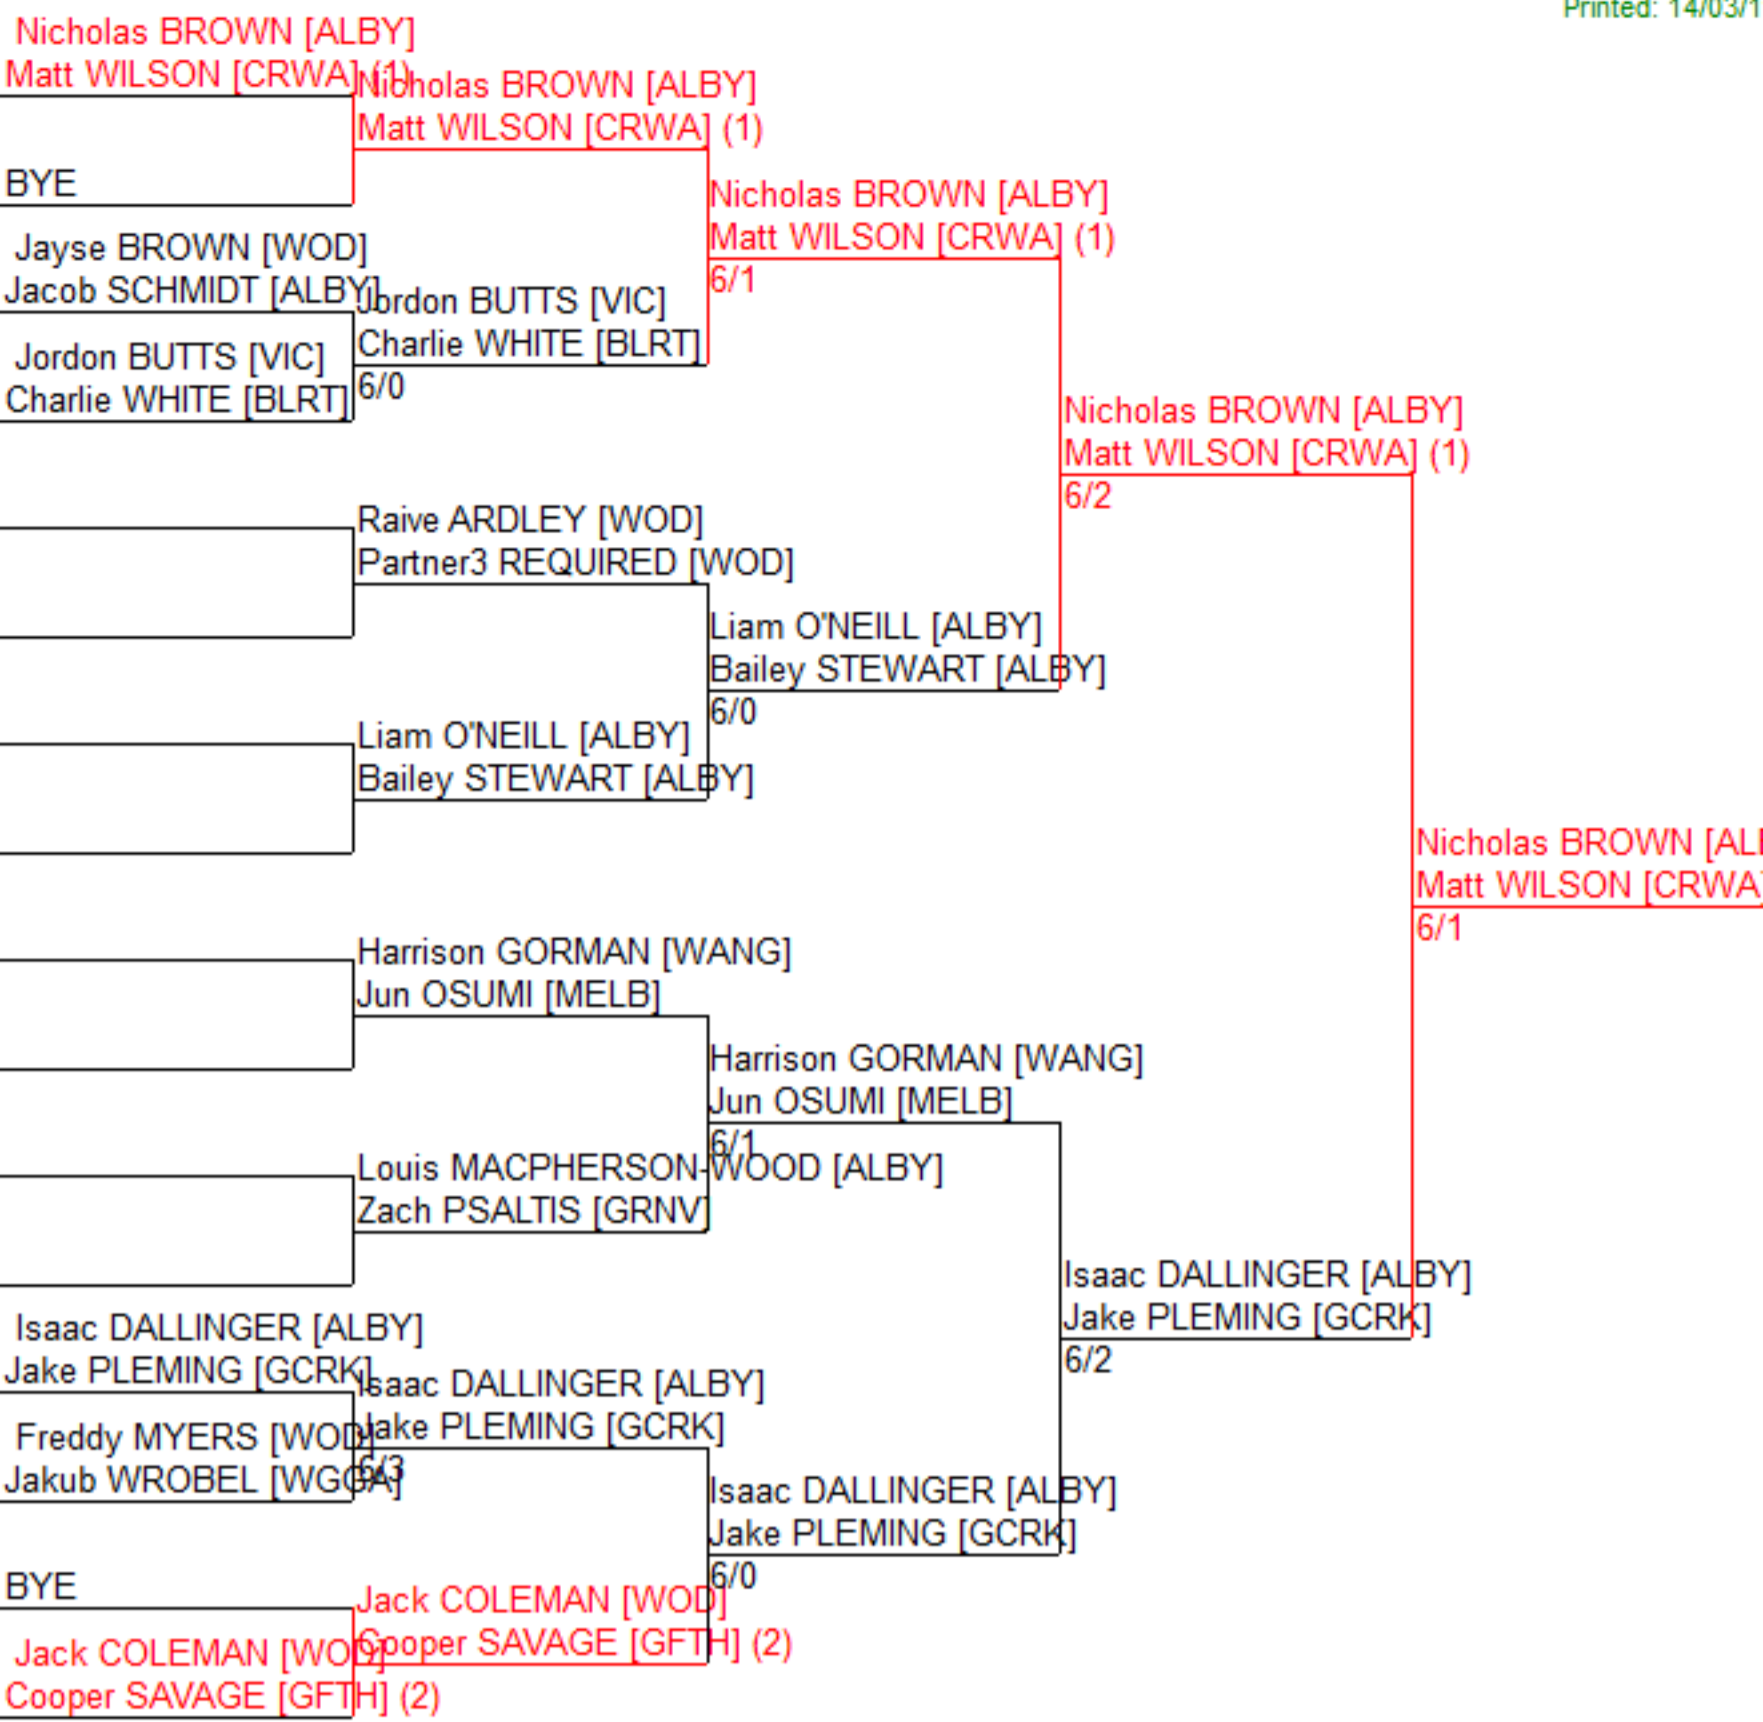 Printed: 14/03/1
Nicholas BROWN [ALBY]
Matt WILSON [CRWA] (1)
BYE
Jayse BROWN [WOD]
Jacob SCHMIDT [ALBY]
Jordon BUTTS [VIC]
Charlie WHITE [BLRT]
Isaac DALLINGER [ALBY]
Jake PLEMING [GCRK]
Freddy MYERS [WOD]
Jakub WROBEL [WGGA]
BYE
Jack COLEMAN [WOD]
Cooper SAVAGE [GFTH] (2)
Nicholas BROWN [ALBY]
Matt WILSON [CRWA] (1)
Jordon BUTTS [VIC]
Charlie WHITE [BLRT]
6/0
Raive ARDLEY [WOD]
Partner3 REQUIRED [WOD]
Liam O'NEILL [ALBY]
Bailey STEWART [ALBY]
Harrison GORMAN [WANG]
Jun OSUMI [MELB]
Louis MACPHERSON-WOOD [ALBY]
Zach PSALTIS [GRNV]
Isaac DALLINGER [ALBY]
Jake PLEMING [GCRK]
6/3
Jack COLEMAN [WOD]
Cooper SAVAGE [GFTH] (2)
Nicholas BROWN [ALBY]
Matt WILSON [CRWA] (1)
6/1
Liam O'NEILL [ALBY]
Bailey STEWART [ALBY]
6/0
Harrison GORMAN [WANG]
Jun OSUMI [MELB]
6/1
Isaac DALLINGER [ALBY]
Jake PLEMING [GCRK]
6/0
Nicholas BROWN [ALBY]
Matt WILSON [CRWA] (1)
6/2
Isaac DALLINGER [ALBY]
Jake PLEMING [GCRK]
6/2
Nicholas BROWN [AL
Matt WILSON [CRWA]
6/1